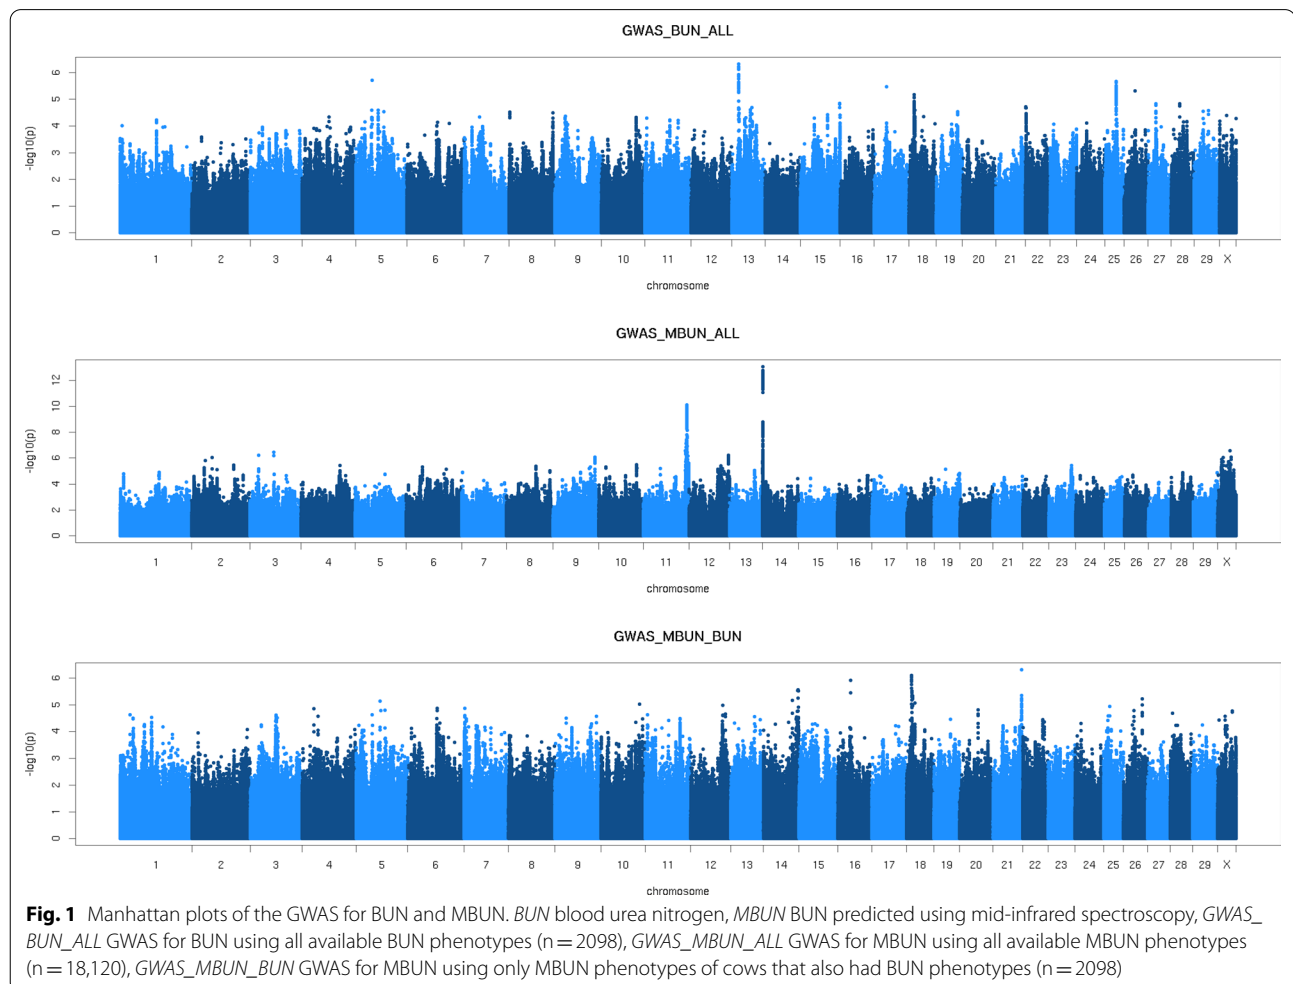 GWAS_BUN_ALL
-log10(p)
6
5
4
3
2
1
0
1 2 3 4 5 6 7 8 9 10 11 12 13 14 15 16 17 18 19 20 21 22 23 24 25 26 27 28 29 X
chromosome
GWAS_MBUN_ALL
-log10(p)
12
10
8
6
4
2
0
1 2 3 4 5 6 7 8 9 10 11 12 13 14 15 16 17 18 19 20 21 22 23 24 25 26 27 28 29 X
chromosome
GWAS_MBUN_BUN
-log10(p)
6
5
4
3
2
1
0
1 2 3 4 5 6 7 8 9 10 11 12 13 14 15 16 17 18 19 20 21 22 23 24 25 26 27 28 29 X
chromosome
Fig. 1 Manhattan plots of the GWAS for BUN and MBUN. BUN blood urea nitrogen, MBUN BUN predicted using mid-infrared spectroscopy, GWAS_
BUN_ALL GWAS for BUN using all available BUN phenotypes (n = 2098), GWAS_MBUN_ALL GWAS for MBUN using all available MBUN phenotypes
(n = 18,120), GWAS_MBUN_BUN GWAS for MBUN using only MBUN phenotypes of cows that also had BUN phenotypes (n = 2098)